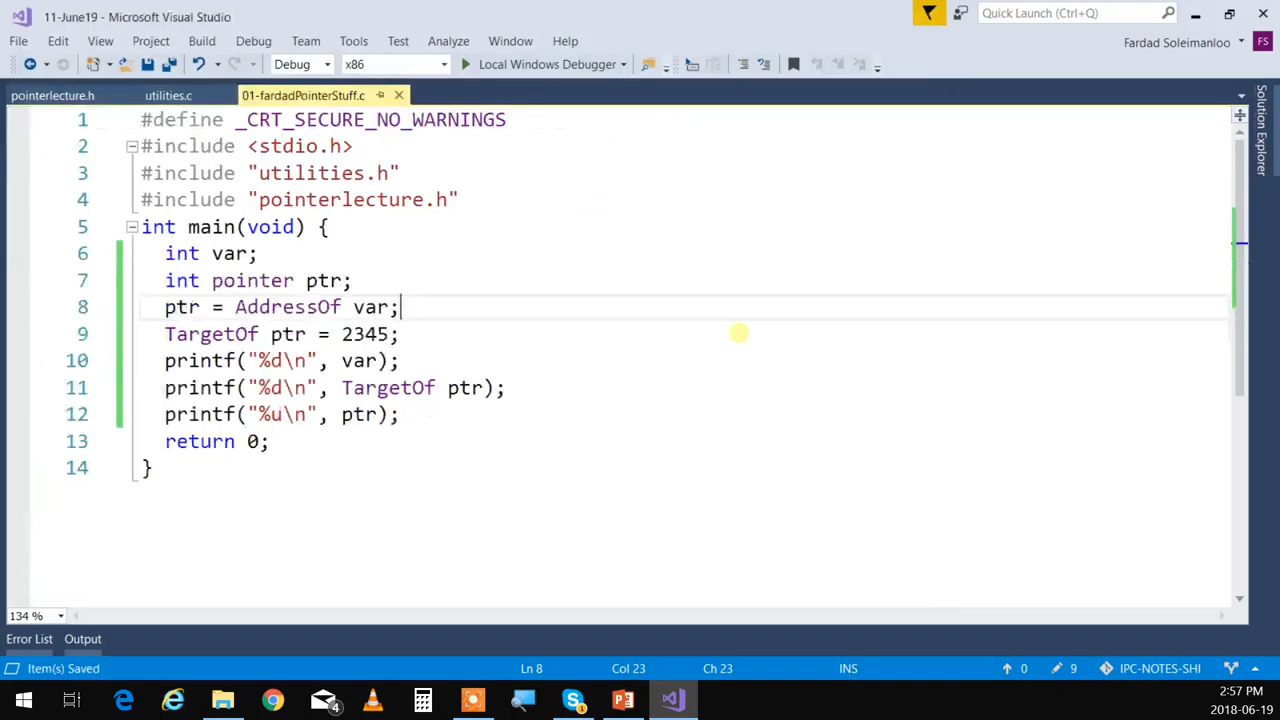 11-June19 - Microsoft Visual Studio
Quick Launch (Ctrl+Q)
File Edit View Project Build Debug Team Tools Test Analyze Window Help
Fardad Soleimanloo FS
Debug x86 Local Windows Debugger
pointerlecture.h utilities.c 01-fardadPointerStuff.c
Solution Explorer
1 #define _CRT_SECURE_NO_WARNINGS
2 #include <stdio.h>
3 #include "utilities.h"
4 #include "pointerlecture.h"
5 int main(void) {
6 int var;
7 int pointer ptr;
8 ptr = AddressOf var;
9 TargetOf ptr = 2345;
10 printf("%d\n", var);
11 printf("%d\n", TargetOf ptr);
12 printf("%u\n", ptr);
13 return 0;
14 }
134 %
Error List Output
Item(s) Saved Ln 8 Col 23 Ch 23 INS 0 9 IPC-NOTES-SHI
4
1
2:57 PM
2018-06-19